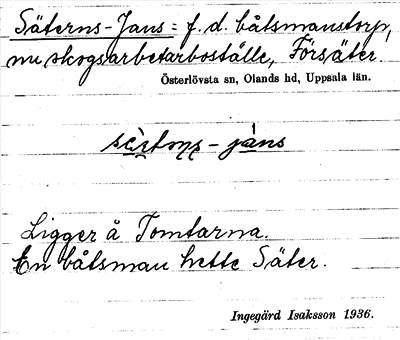 Säterns-Jans = f. d. båtsmanstorp,
nu skogsarbetarboställe, Försäter.
Österlövsta sn, Olands hd, Uppsala län.
Ligger å Tomtarna.
En båtsman hette Säter.
Ingegärd Isaksson 1936.